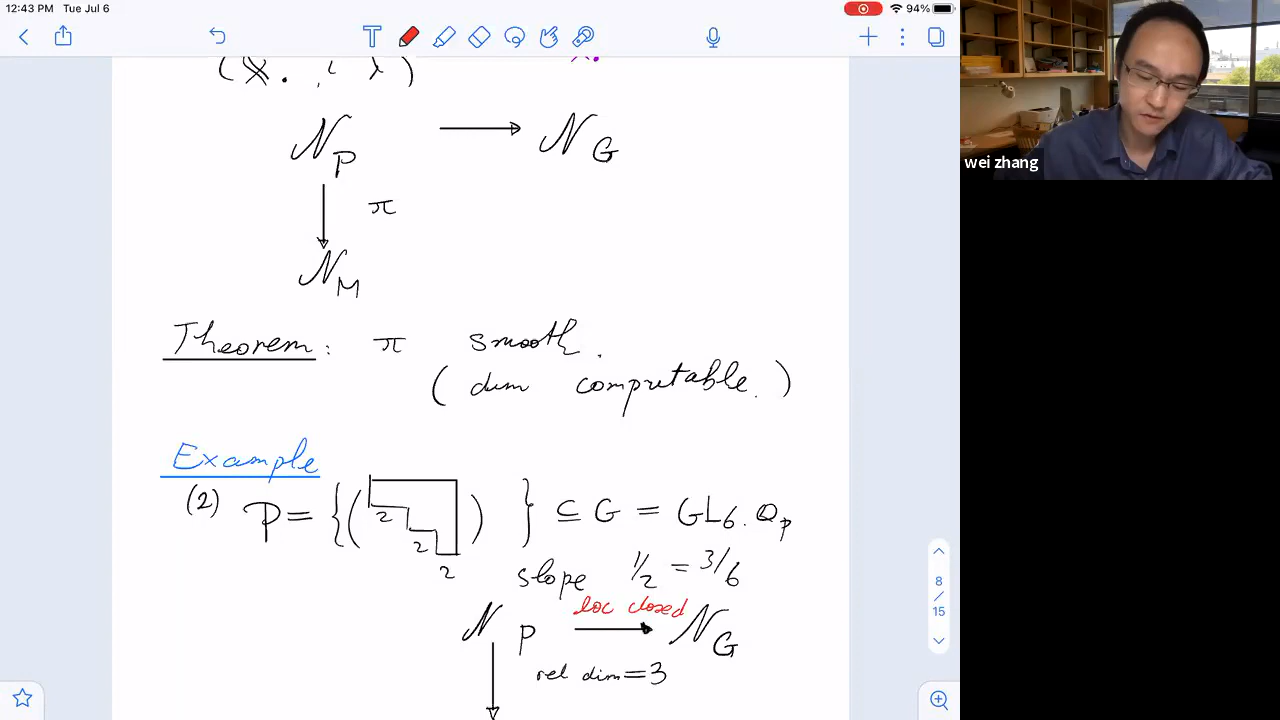 12:43 PM Tue Jul 6
94%
wei zhang
(X. , i λ)
X.
𝒩_P ⟶ 𝒩_G
↓ π
𝒩_M
Theorem: π smooth.
(dim computable.)
Example
(2) P = {( 2 2 2 )} ⊆ G = GL₆.Q_p
slope 1/2 = 3/6
𝒩_P ⟶ 𝒩_G
loc closed
rel dim = 3
8
/
15